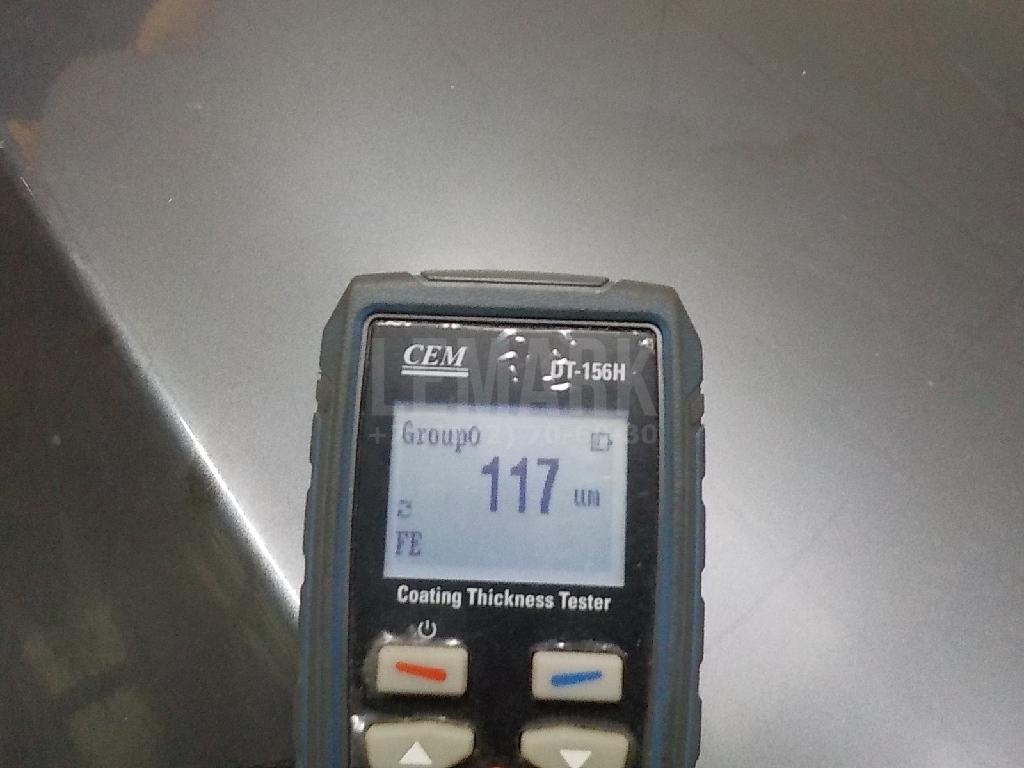 CEM
DT-156H
LEMARK
Group0
117 um
FE
Coating Thickness Tester